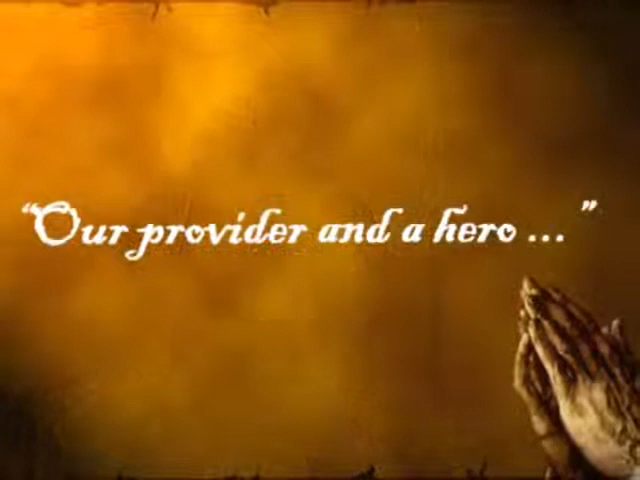 “Our provider and a hero ... ”